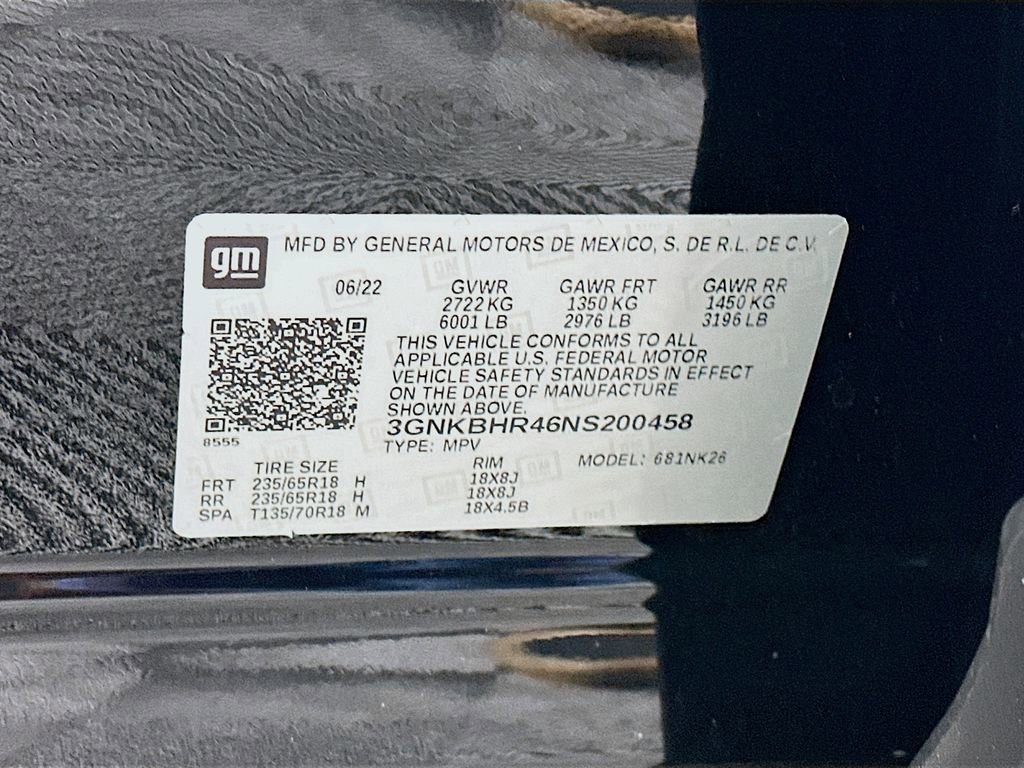 gm MFD BY GENERAL MOTORS DE MEXICO, S. DE R.L. DE C.V.
06/22 GVWR GAWR FRT GAWR RR
2722 KG 1350 KG 1450 KG
6001 LB 2976 LB 3196 LB
THIS VEHICLE CONFORMS TO ALL
APPLICABLE U.S. FEDERAL MOTOR
VEHICLE SAFETY STANDARDS IN EFFECT
ON THE DATE OF MANUFACTURE
SHOWN ABOVE.
3GNKBHR46NS200458
8555 TYPE: MPV
TIRE SIZE RIM MODEL: 681NK26
FRT 235/65R18 H 18X8J
RR 235/65R18 H 18X8J
SPA T135/70R18 M 18X4.5B